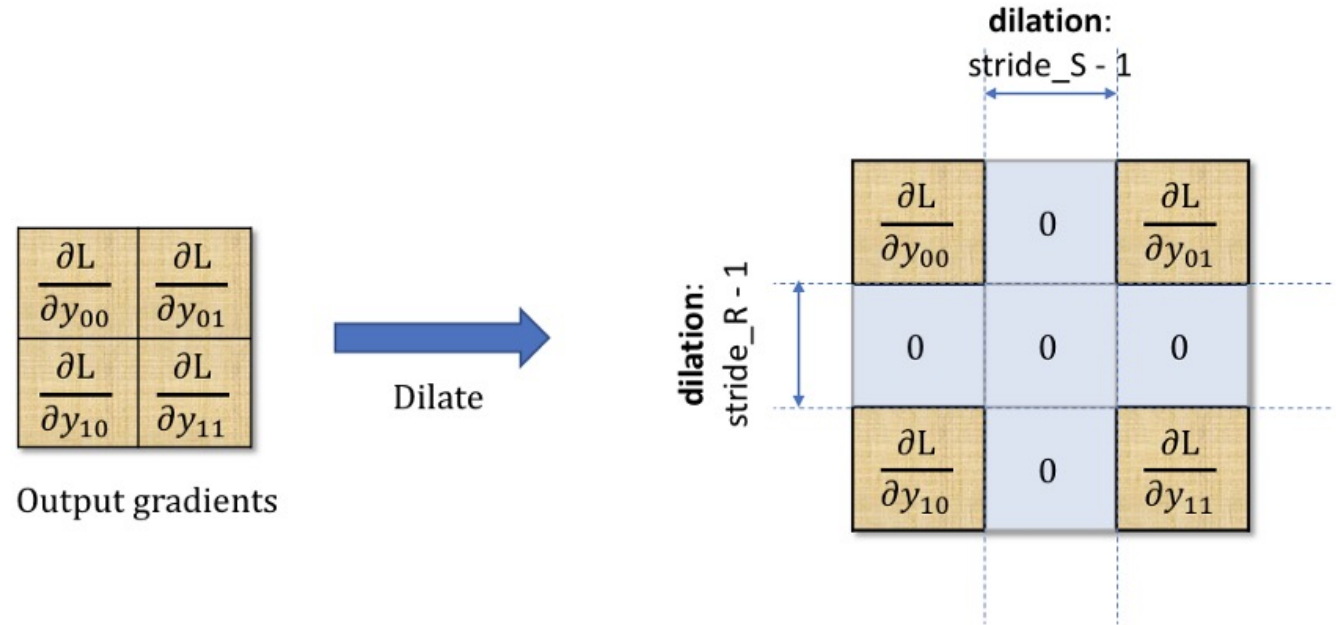 dilation:
stride_S - 1
∂L/∂y₀₀ ∂L/∂y₀₁
∂L/∂y₁₀ ∂L/∂y₁₁
Output gradients
Dilate
dilation:
stride_R - 1
∂L/∂y₀₀ 0 ∂L/∂y₀₁
0 0 0
∂L/∂y₁₀ 0 ∂L/∂y₁₁